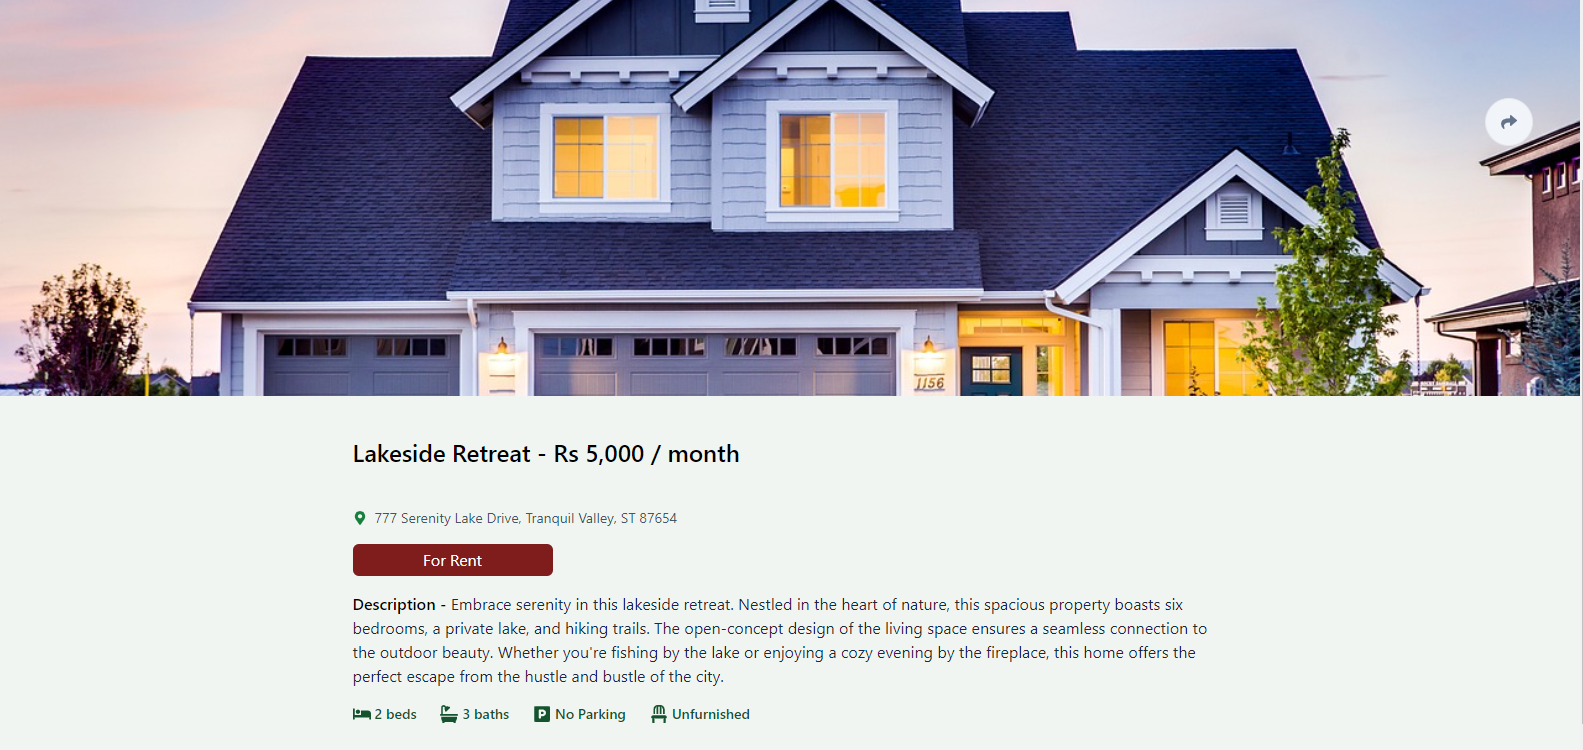 1156
Lakeside Retreat - Rs 5,000 / month
777 Serenity Lake Drive, Tranquil Valley, ST 87654
For Rent
Description - Embrace serenity in this lakeside retreat. Nestled in the heart of nature, this spacious property boasts six
bedrooms, a private lake, and hiking trails. The open-concept design of the living space ensures a seamless connection to
the outdoor beauty. Whether you're fishing by the lake or enjoying a cozy evening by the fireplace, this home offers the
perfect escape from the hustle and bustle of the city.
2 beds 3 baths P No Parking Unfurnished